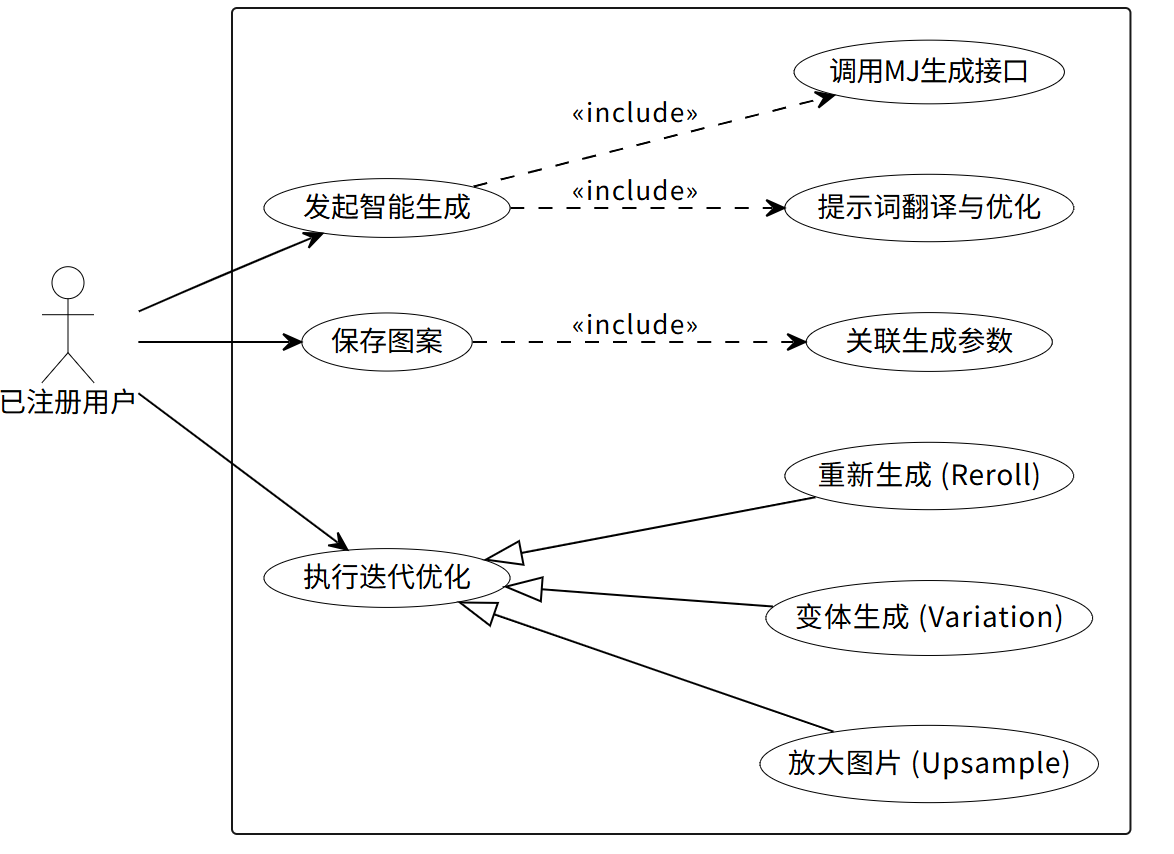 调用MJ生成接口
«include»
发起智能生成
«include»
提示词翻译与优化
保存图案
«include»
关联生成参数
已注册用户
重新生成 (Reroll)
执行迭代优化
变体生成 (Variation)
放大图片 (Upsample)